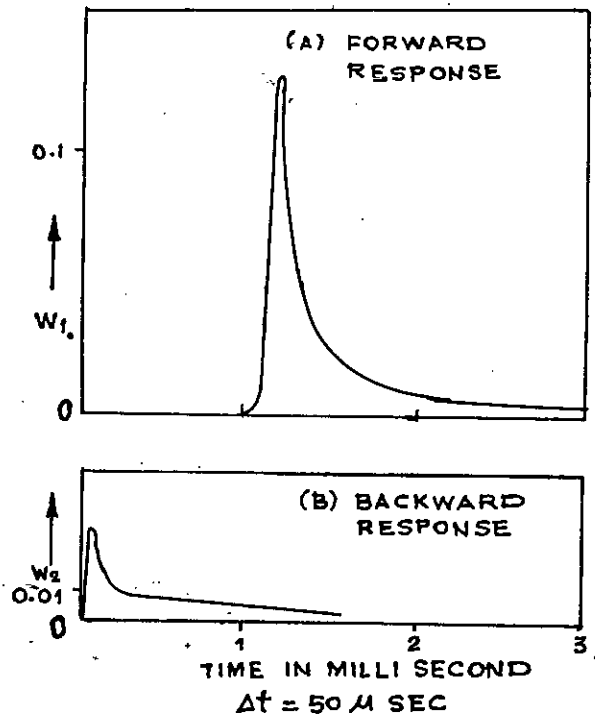 (A) FORWARD
RESPONSE
0.1
W1.
0
(B) BACKWARD
RESPONSE
W2
0.01
0
1
2
3
TIME IN MILLI SECOND
Δt = 50 μ SEC